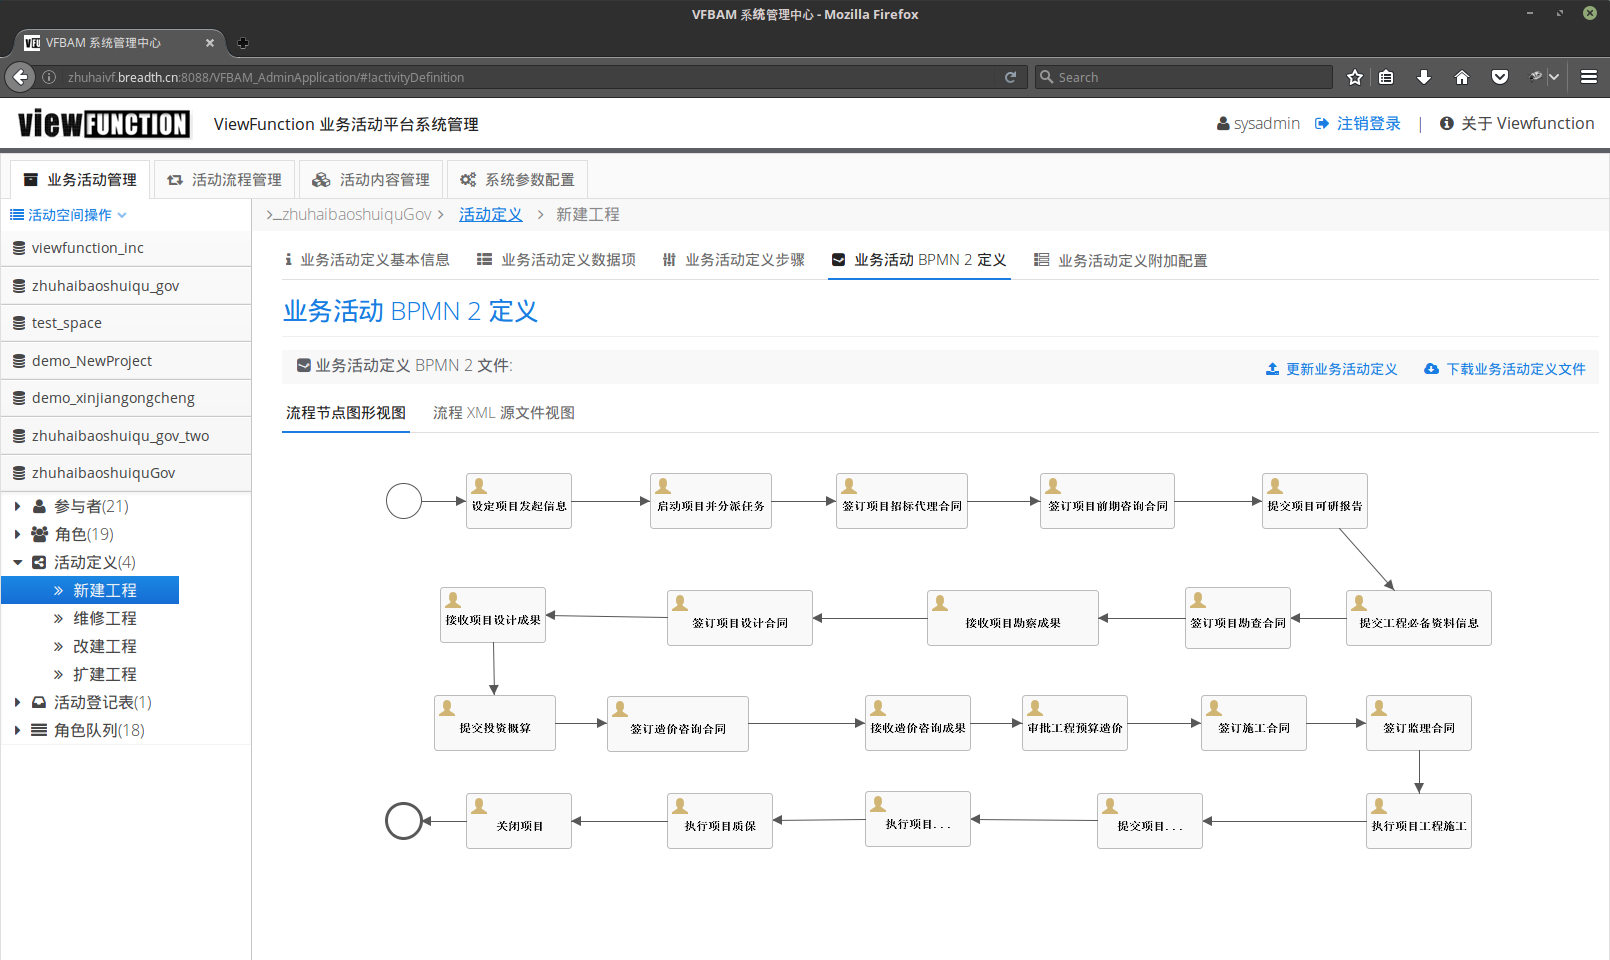 VFBAM 系统管理中心 - Mozilla Firefox
VFBAM 系统管理中心
zhuhaivf.breadth.cn:8088/VFBAM_AdminApplication/#!activityDefinition
Search
viewFUNCTION
ViewFunction 业务活动平台系统管理
sysadmin
注销登录
|
关于 Viewfunction
业务活动管理
活动流程管理
活动内容管理
系统参数配置
活动空间操作
viewfunction_inc
zhuhaibaoshuiqu_gov
test_space
demo_NewProject
demo_xinjiangongcheng
zhuhaibaoshuiqu_gov_two
zhuhaibaoshuiquGov
参与者(21)
角色(19)
活动定义(4)
» 新建工程
» 维修工程
» 改建工程
» 扩建工程
活动登记表(1)
角色队列(18)
>_zhuhaibaoshuiquGov > 活动定义 > 新建工程
业务活动定义基本信息
业务活动定义数据项
业务活动定义步骤
业务活动 BPMN 2 定义
业务活动定义附加配置
业务活动 BPMN 2 定义
业务活动定义 BPMN 2 文件:
更新业务活动定义
下载业务活动定义文件
流程节点图形视图
流程 XML 源文件视图
设定项目发起信息
启动项目并分派任务
签订项目招标代理合同
签订项目前期咨询合同
提交项目可研报告
接收项目设计成果
签订项目设计合同
接收项目勘察成果
签订项目勘查合同
提交工程必备资料信息
提交投资概算
签订造价咨询合同
接收造价咨询成果
审批工程预算造价
签订施工合同
签订监理合同
关闭项目
执行项目质保
执行项目...
提交项目...
执行项目工程施工